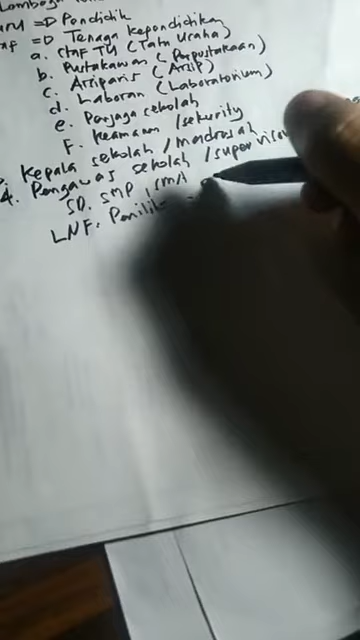 =D Pendidik
=D Tenaga Kependidikan
a. Staf TU (Tata Usaha)
b. Pustakawan (Perpustakaan)
c. Arsiparis (Arsip)
d. Laboran (Laboratorium)
e. Penjaga sekolah
F. Keamanan /sekurity
Kepala sekolah / madrasah
4. Pengawas sekolah / supervisor
SD. SMP, SMA
LNF. Penilik